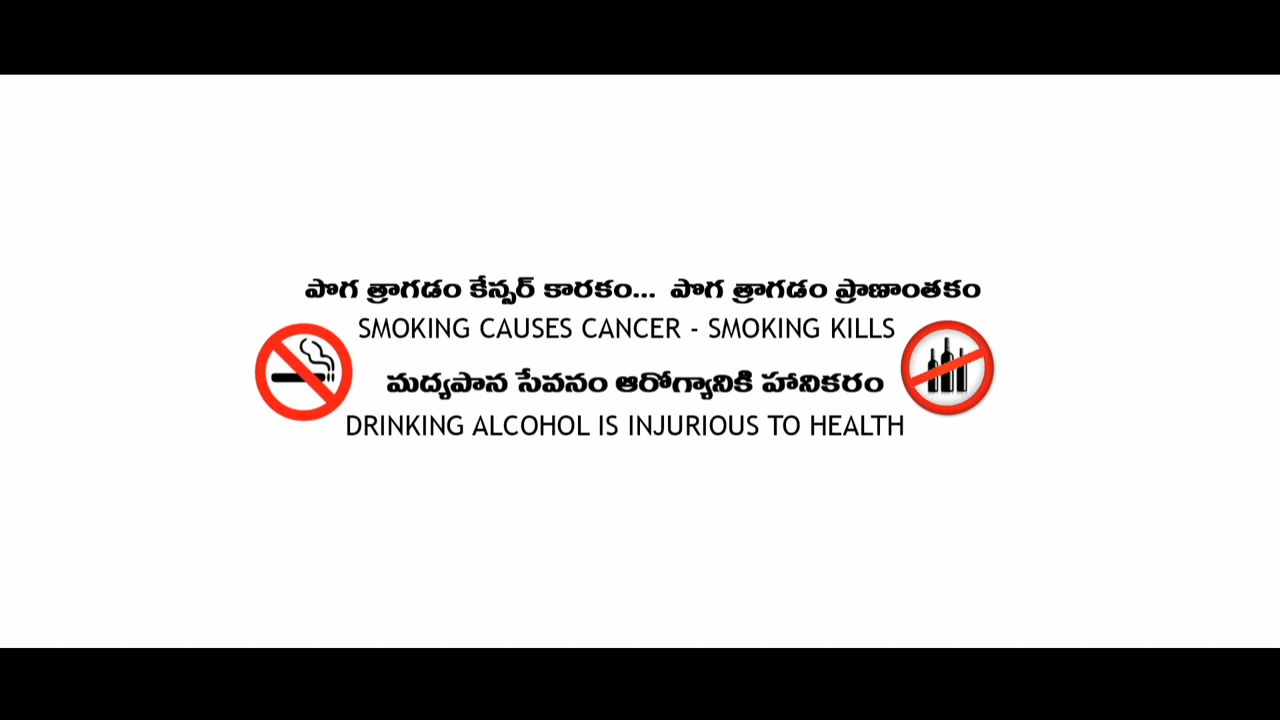 పొగ త్రాగడం కేన్సర్ కారకం... పొగ త్రాగడం ప్రాణాంతకం
SMOKING CAUSES CANCER - SMOKING KILLS
మద్యపాన సేవనం ఆరోగ్యానికి హానికరం
DRINKING ALCOHOL IS INJURIOUS TO HEALTH